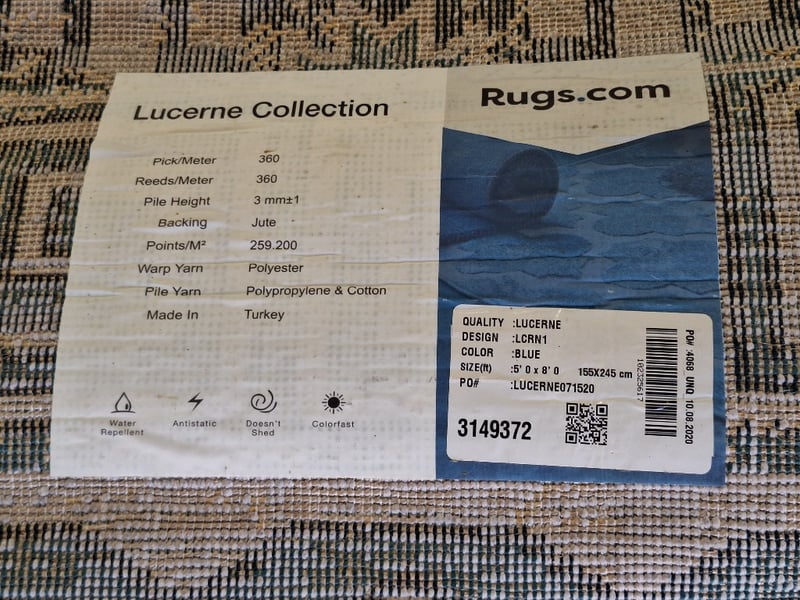 Lucerne Collection
Pick/Meter 360
Reeds/Meter 360
Pile Height 3 mm±1
Backing Jute
Points/M² 259.200
Warp Yarn Polyester
Pile Yarn Polypropylene & Cotton
Made In Turkey
Water Repellent
Antistatic
Doesn't Shed
Colorfast
Rugs.com
QUALITY :LUCERNE
DESIGN :LCRN1
COLOR :BLUE
SIZE(ft) :5' 0 x 8' 0 155X245 cm
PO# :LUCERNE071520
3149372
102325617
PO# 4068 UNQ 10.08.2020